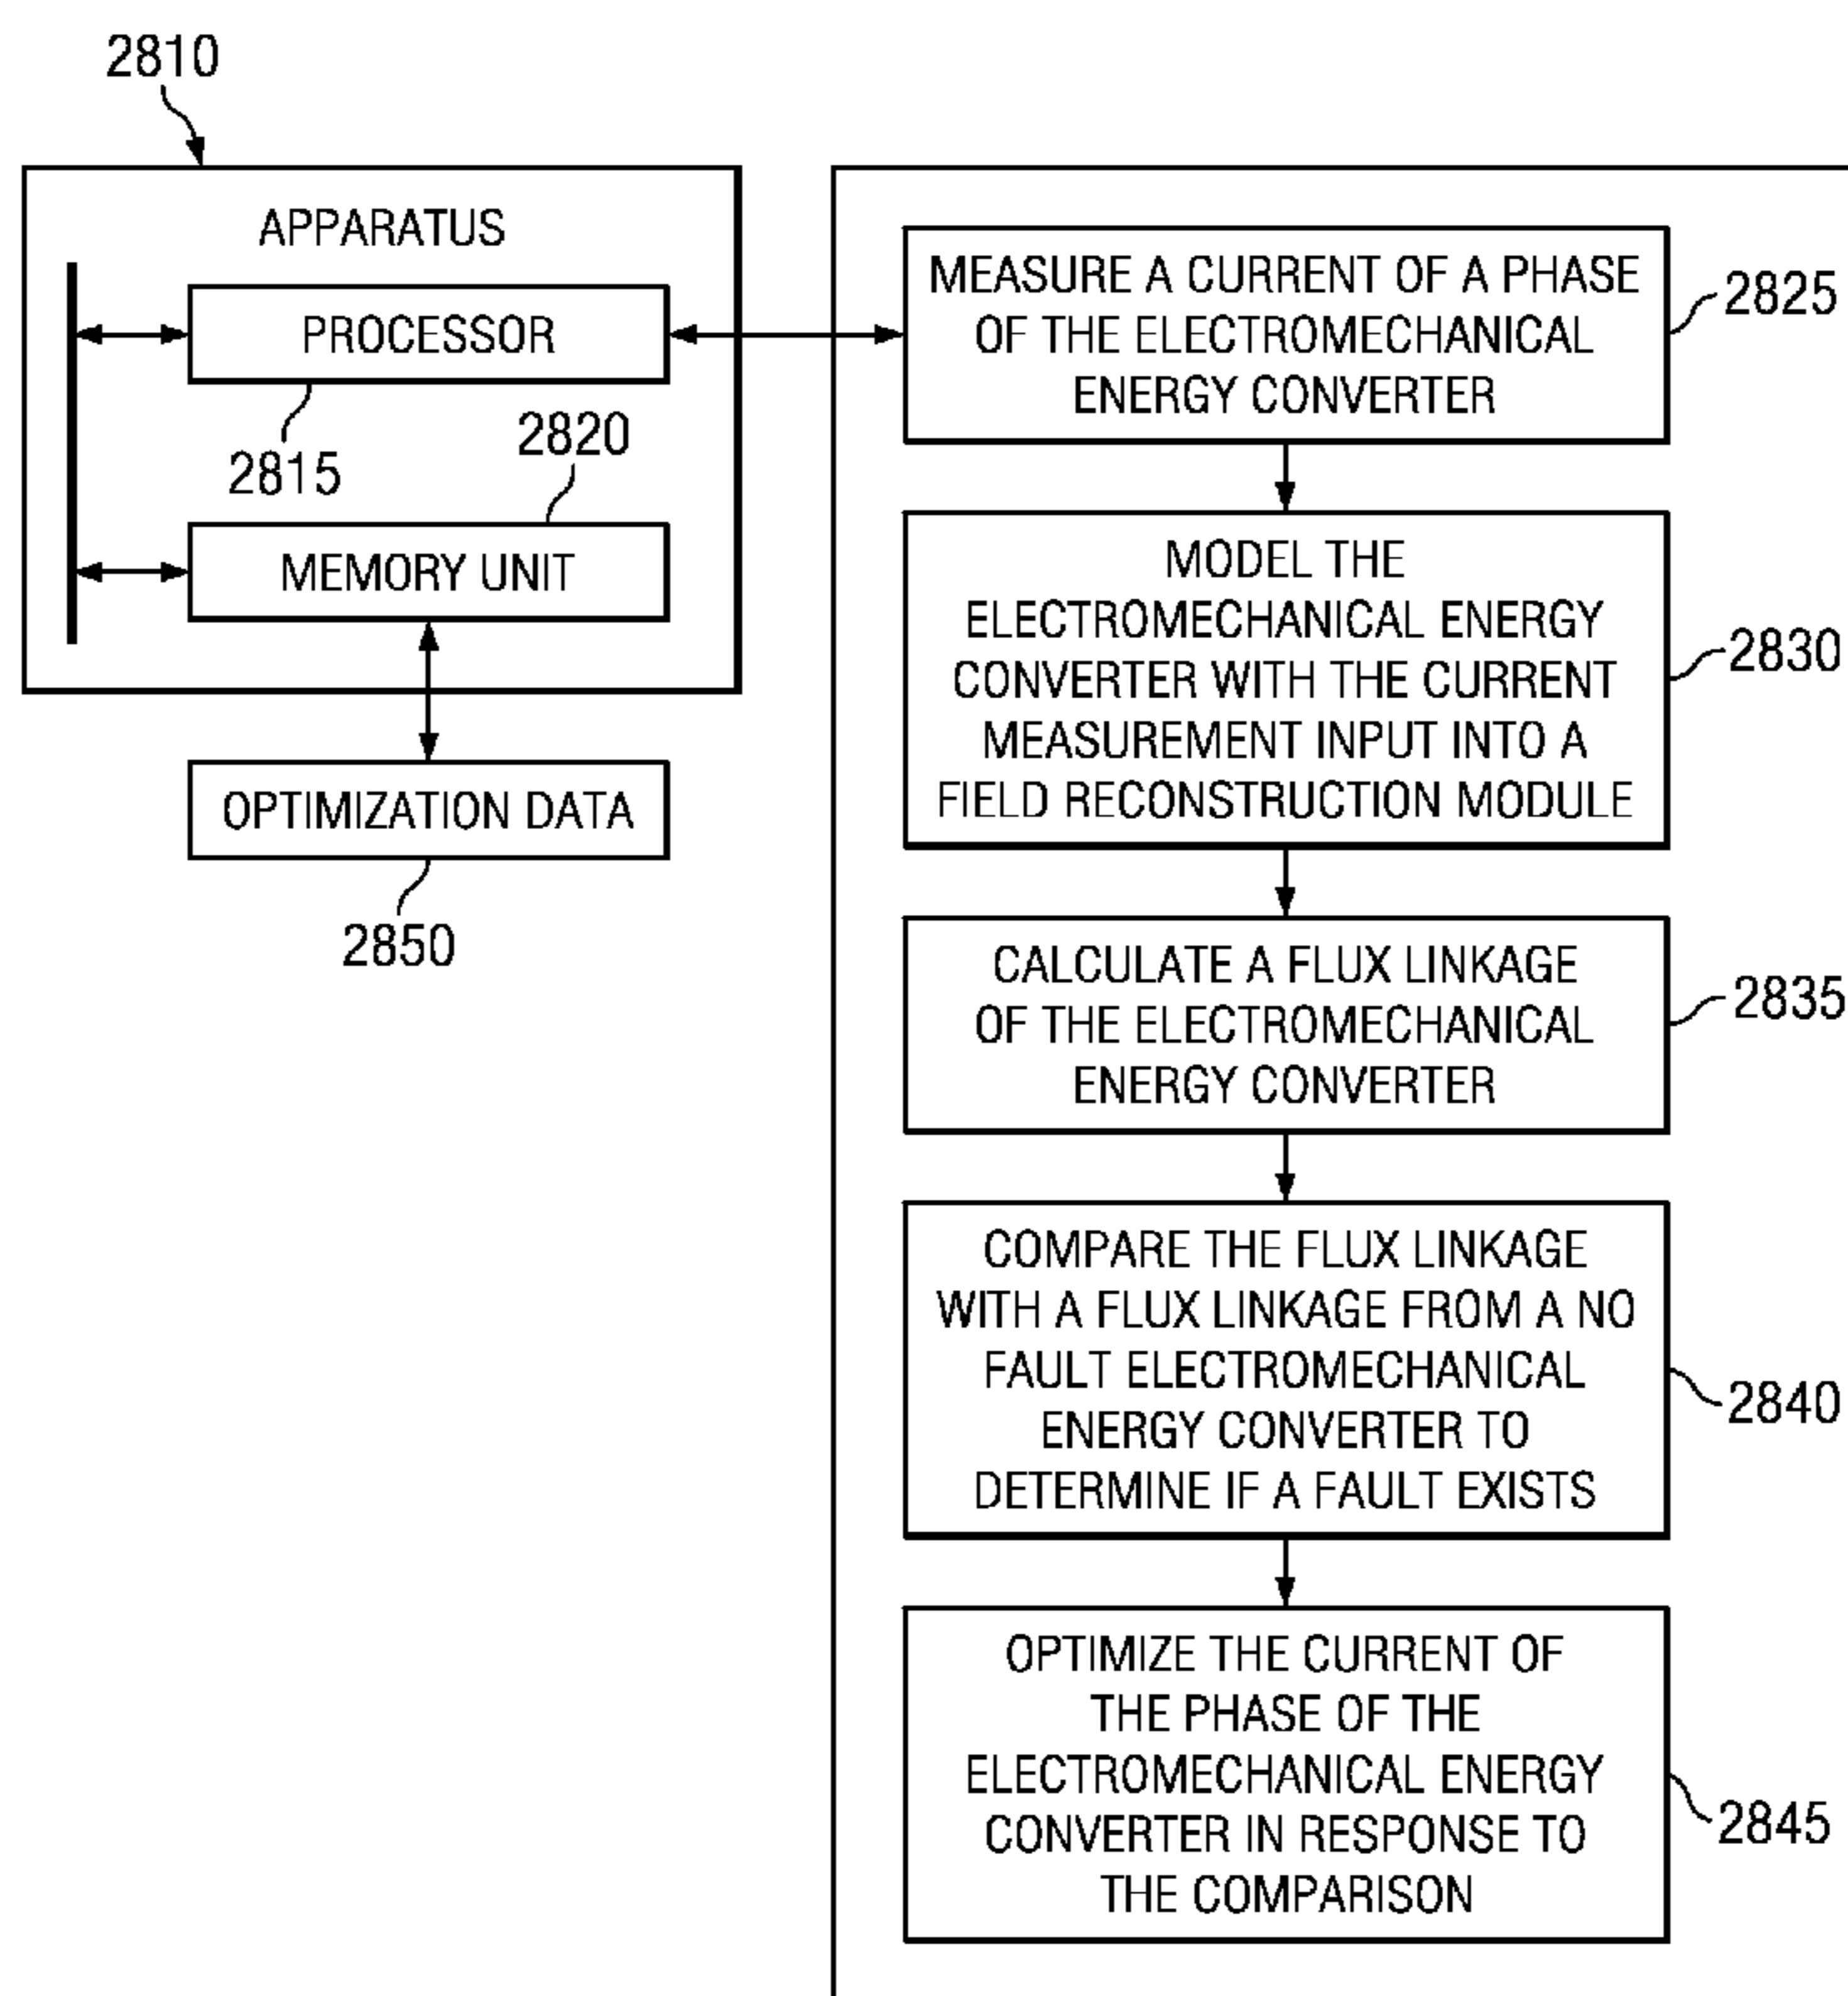 2810
APPARATUS
PROCESSOR
2815
2820
MEMORY UNIT
OPTIMIZATION DATA
2850
MEASURE A CURRENT OF A PHASE
OF THE ELECTROMECHANICAL
ENERGY CONVERTER
2825
MODEL THE
ELECTROMECHANICAL ENERGY
CONVERTER WITH THE CURRENT
MEASUREMENT INPUT INTO A
FIELD RECONSTRUCTION MODULE
2830
CALCULATE A FLUX LINKAGE
OF THE ELECTROMECHANICAL
ENERGY CONVERTER
2835
COMPARE THE FLUX LINKAGE
WITH A FLUX LINKAGE FROM A NO
FAULT ELECTROMECHANICAL
ENERGY CONVERTER TO
DETERMINE IF A FAULT EXISTS
2840
OPTIMIZE THE CURRENT OF
THE PHASE OF THE
ELECTROMECHANICAL ENERGY
CONVERTER IN RESPONSE TO
THE COMPARISON
2845